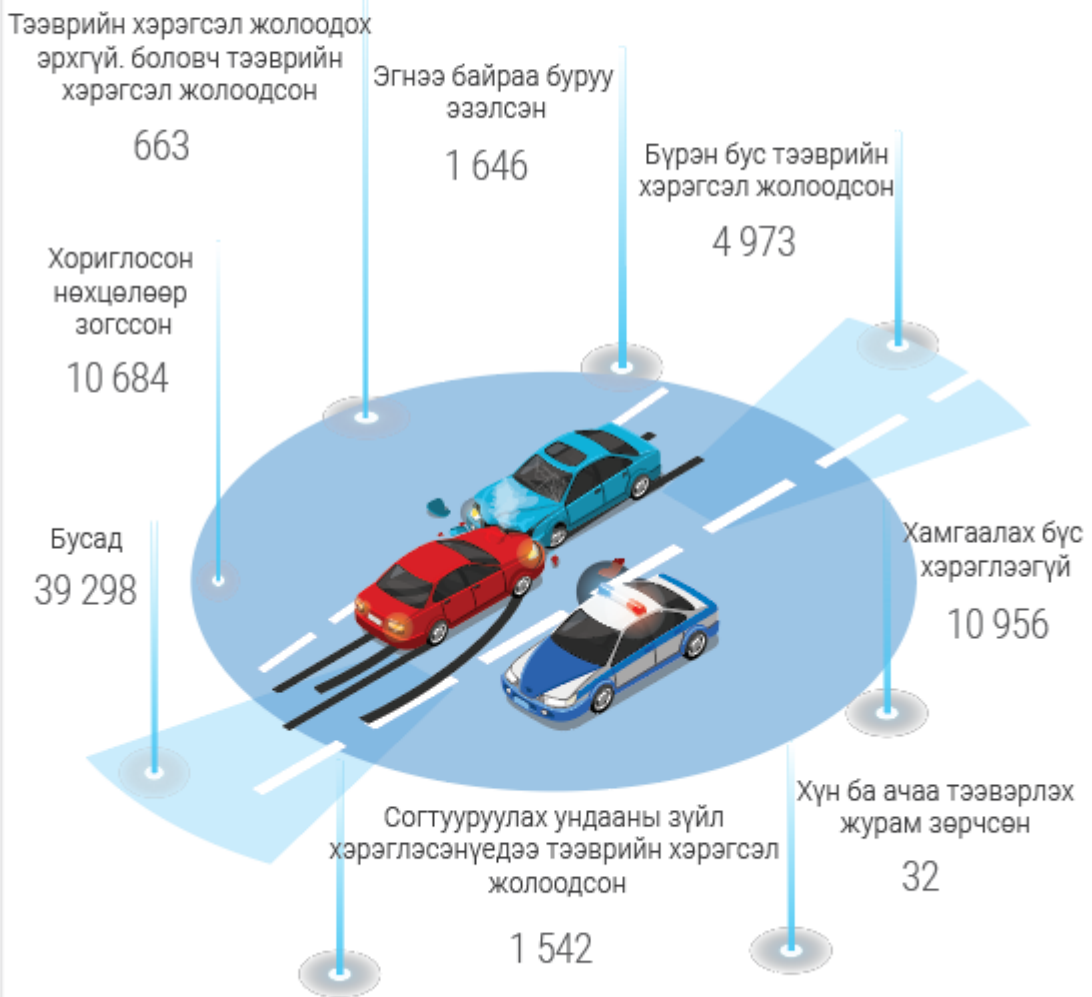 Тээврийн хэрэгсэл жолоодох
эрхгүй. боловч тээврийн
хэрэгсэл жолоодсон
663
Эгнээ байраа буруу
эзэлсэн
1 646
Бүрэн бус тээврийн
хэрэгсэл жолоодсон
4 973
Хориглосон
нөхцөлөөр
зогссон
10 684
Бусад
39 298
Хамгаалах бүс
хэрэглээгүй
10 956
Согтууруулах ундааны зүйл
хэрэглэсэнүедээ тээврийн хэрэгсэл
жолоодсон
1 542
Хүн ба ачаа тээвэрлэх
журам зөрчсөн
32